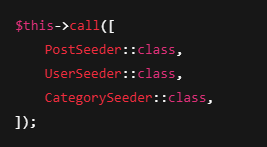 $this->call([
    PostSeeder::class,
    UserSeeder::class,
    CategorySeeder::class,
]);